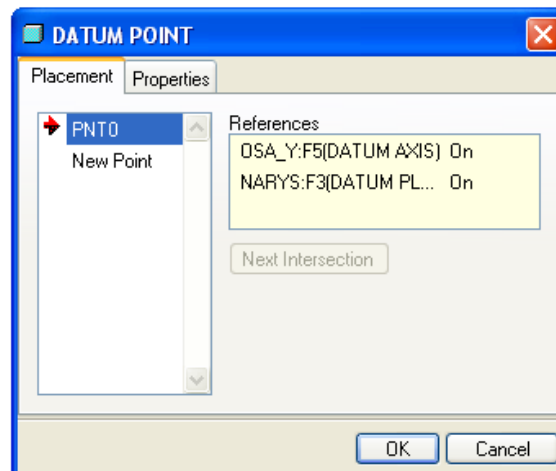 DATUM POINT
Placement
Properties
PNT0
New Point
References
OSA_Y:F5(DATUM AXIS) On
NARYS:F3(DATUM PL... On
Next Intersection
OK
Cancel